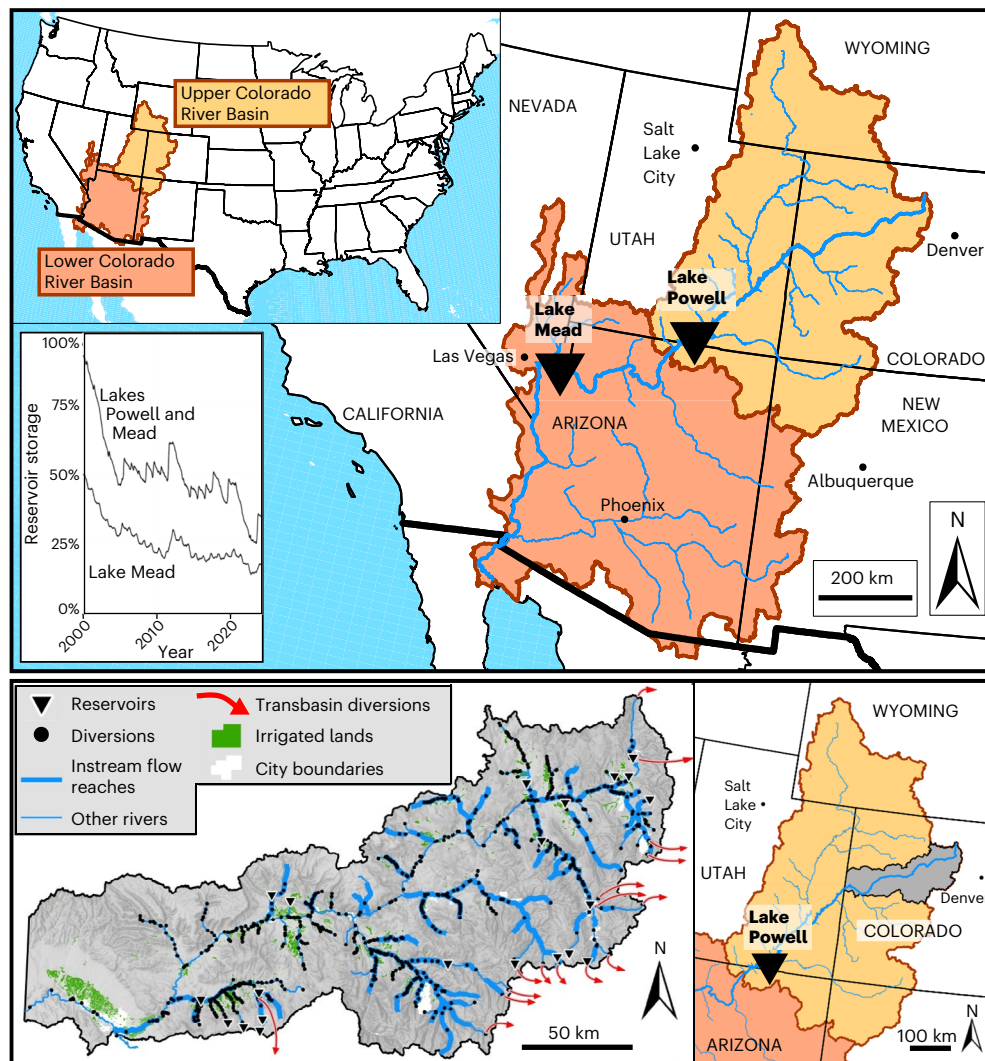 Upper Colorado
River Basin
Lower Colorado
River Basin
WYOMING
NEVADA
Salt
Lake
City
UTAH
Denver
Lake
Powell
Lake
Mead
Las Vegas
COLORADO
CALIFORNIA
ARIZONA
NEW
MEXICO
Albuquerque
Phoenix
N
200 km
Reservoir storage
100%
75%
50%
25%
0%
Lakes
Powell and
Mead
Lake Mead
2000
2010
2020
Year
Reservoirs
Diversions
Instream flow
reaches
Other rivers
Transbasin diversions
Irrigated lands
City boundaries
N
50 km
WYOMING
Salt
Lake
City
UTAH
Denver
Lake
Powell
COLORADO
ARIZONA
N
100 km